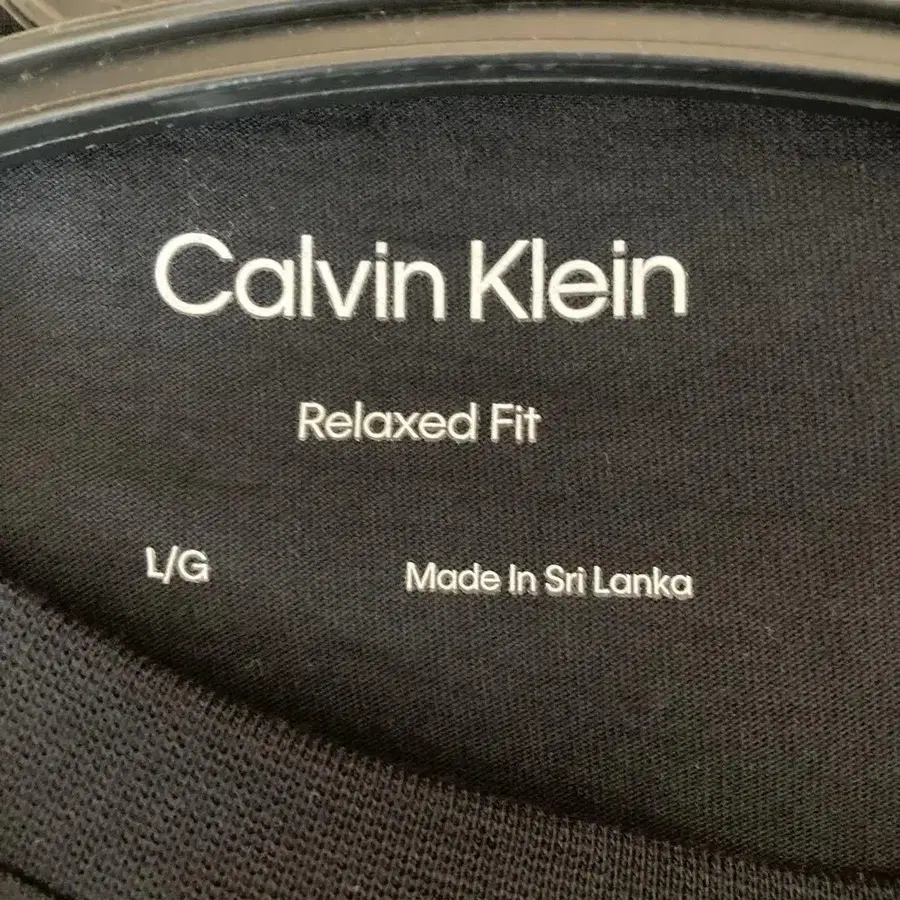 Calvin Klein
Relaxed Fit
L/G Made In Sri Lanka